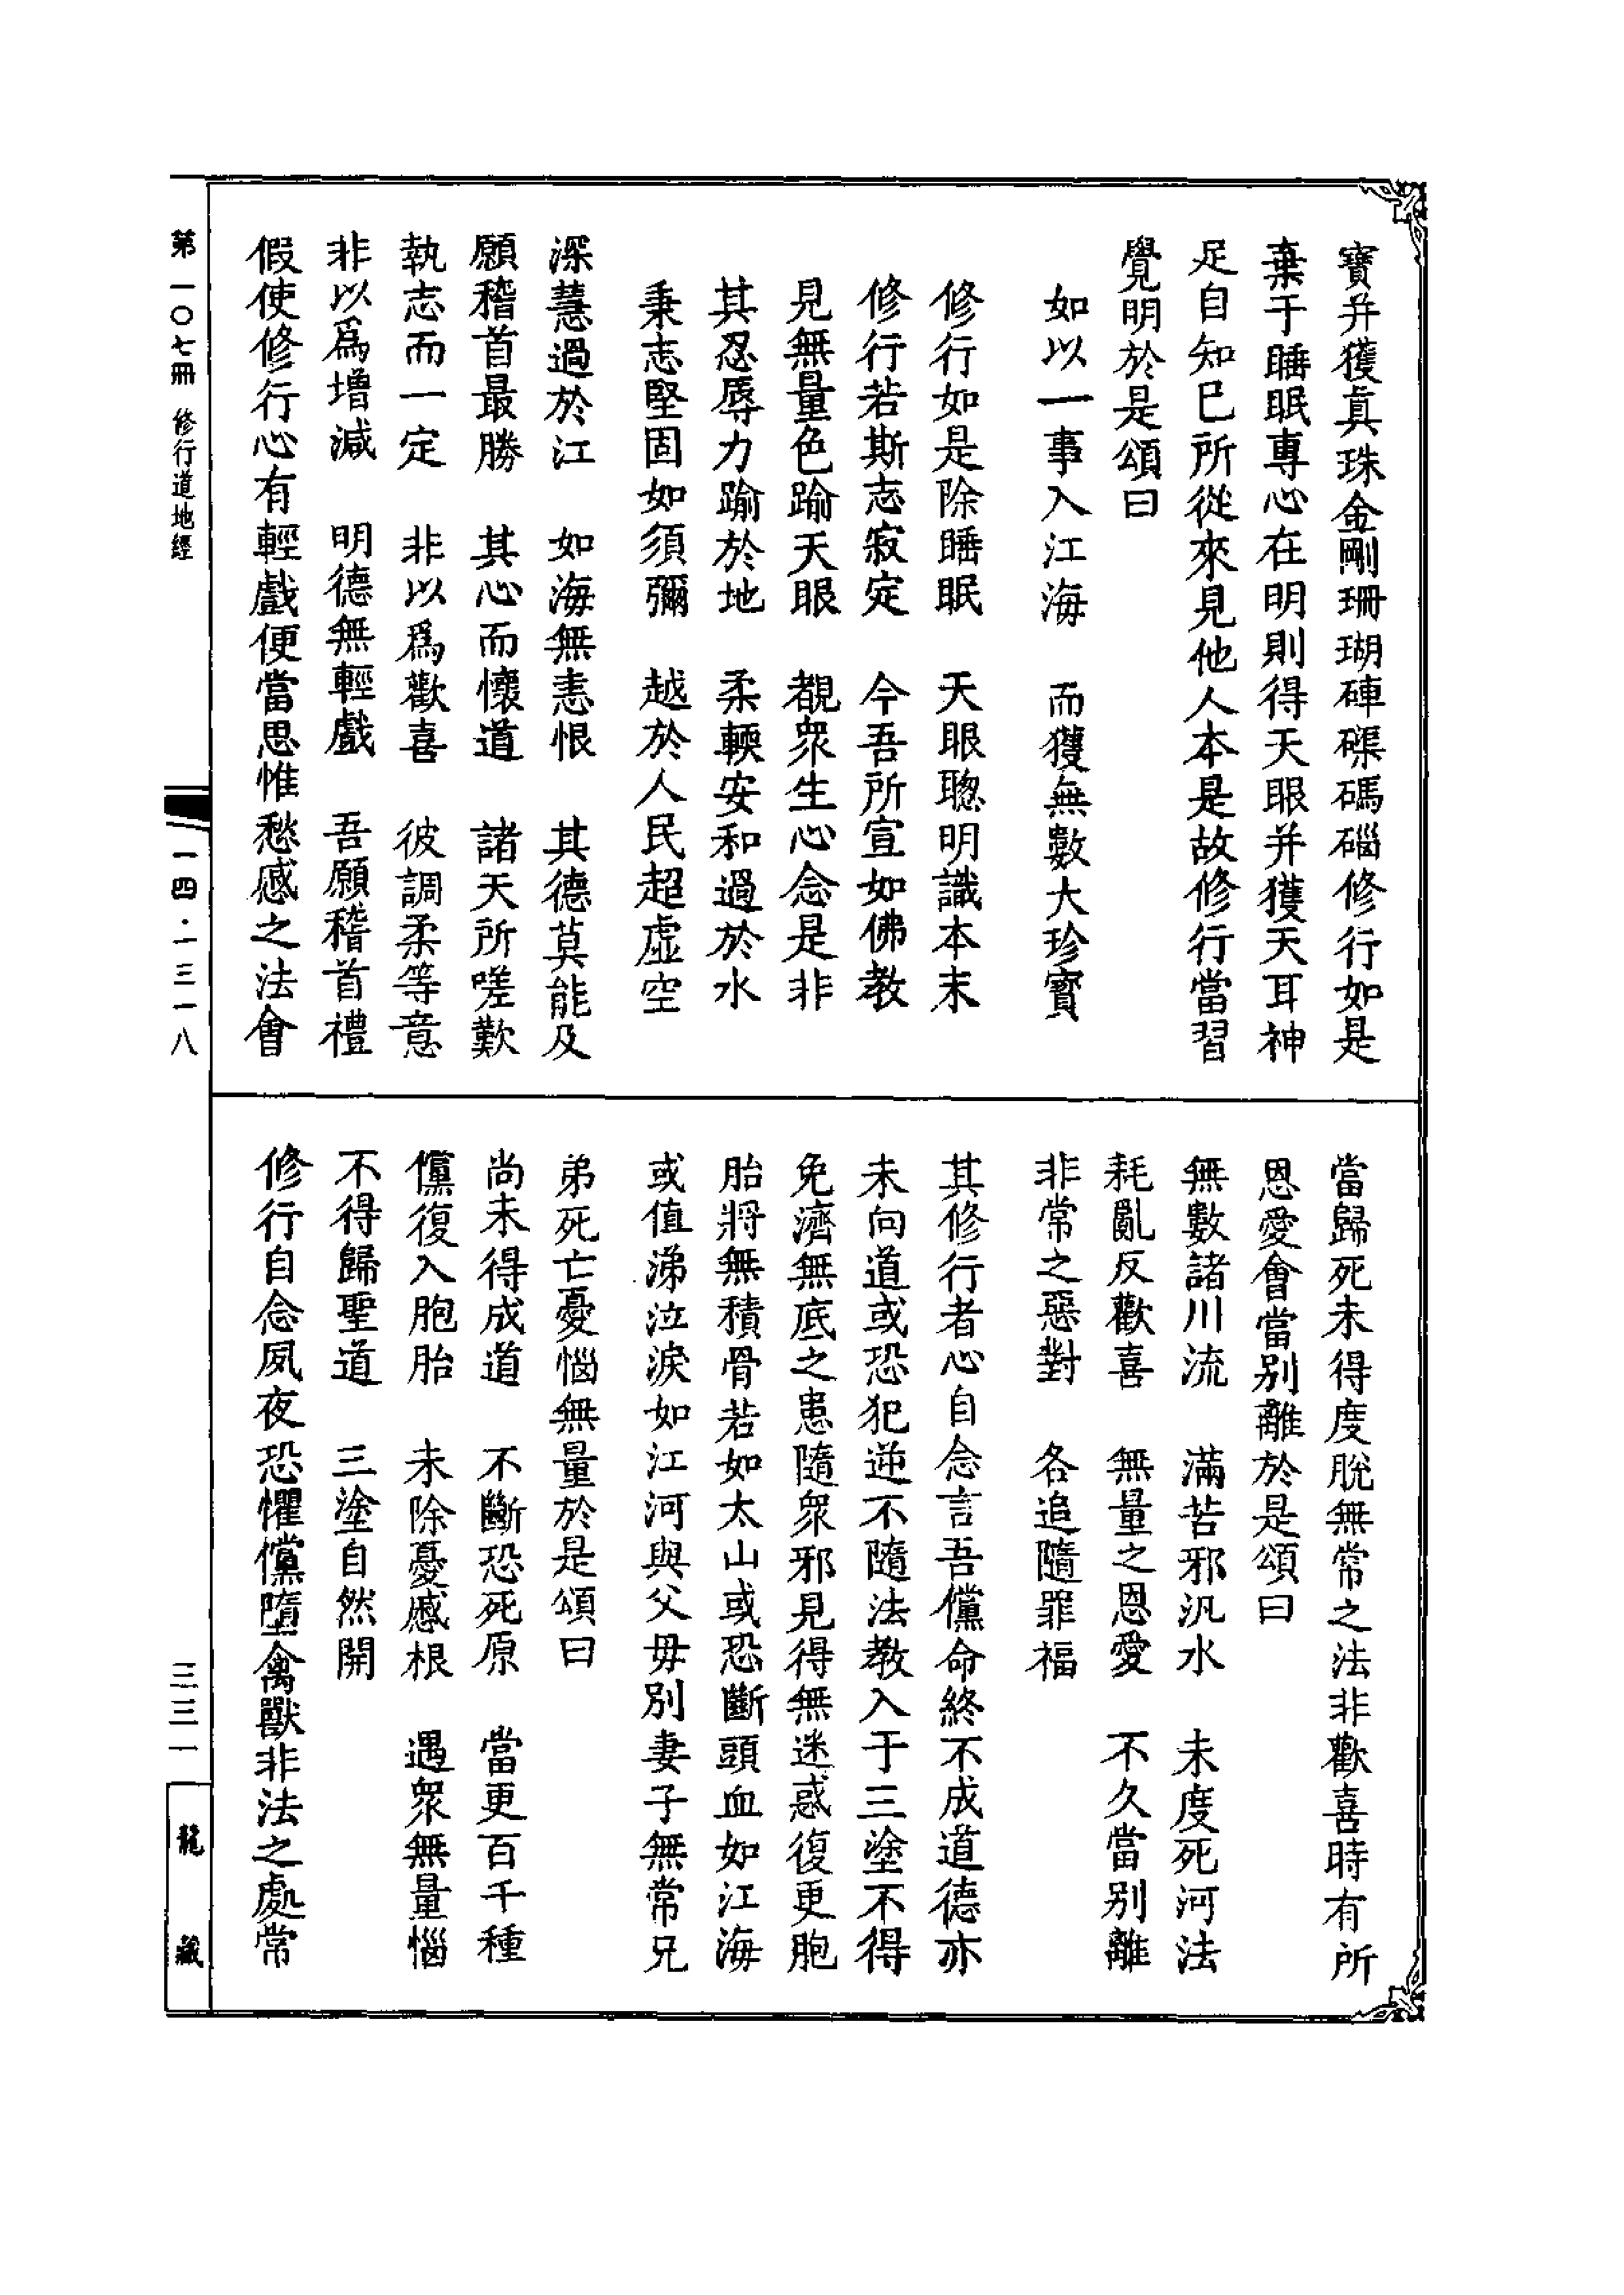 寶并獲真珠金剛珊瑚硨磲碼碯修行如是
棄于睡眠專心在明則得天眼并獲天耳神
足自知已所從來見他人本是故修行當習
覺明於是頌曰
如以一事入江海　而獲無數大珍寶
修行如是除睡眠　天眼聰明識本末
修行若斯志寂定　今吾所宣如佛教
見無量色踰天眼　覩衆生心念是非
其忍辱力踰於地　柔輭安和過於水
秉志堅固如須彌　越於人民超虛空
深慧過於江　如海無恚恨　其德莫能及
願稽首最勝　其心而懷道　諸天所嗟歎
執志而一定　非以爲歡喜　彼調柔等意
非以爲增減　明德無輕戲　吾願稽首禮
假使修行心有輕戲便當思惟愁慼之法會
當歸死未得度脫無常之法非歡喜時有所
恩愛會當別離於是頌曰
無數諸川流　滿苦邪汎水　未度死河法
耗亂反歡喜　無量之恩愛　不久當別離
非常之惡對　各追隨罪福
其修行者心自念言吾儻命終不成道德亦
未向道或恐犯逆不隨法教入于三塗不得
免濟無底之患隨衆邪見得無迷惑復更胞
胎將無積骨若如太山或恐斷頭血如江海
或值涕泣淚如江河與父母別妻子無常兄
弟死亡憂惱無量於是頌曰
尚未得成道　不斷恐死原　當更百千種
儻復入胞胎　未除憂慼根　遇衆無量惱
不得歸聖道　三塗自然開
修行自念夙夜恐懼儻墮禽獸非法之處常
第一〇七冊　修行道地經
一四·一三一八
三三一
龍藏